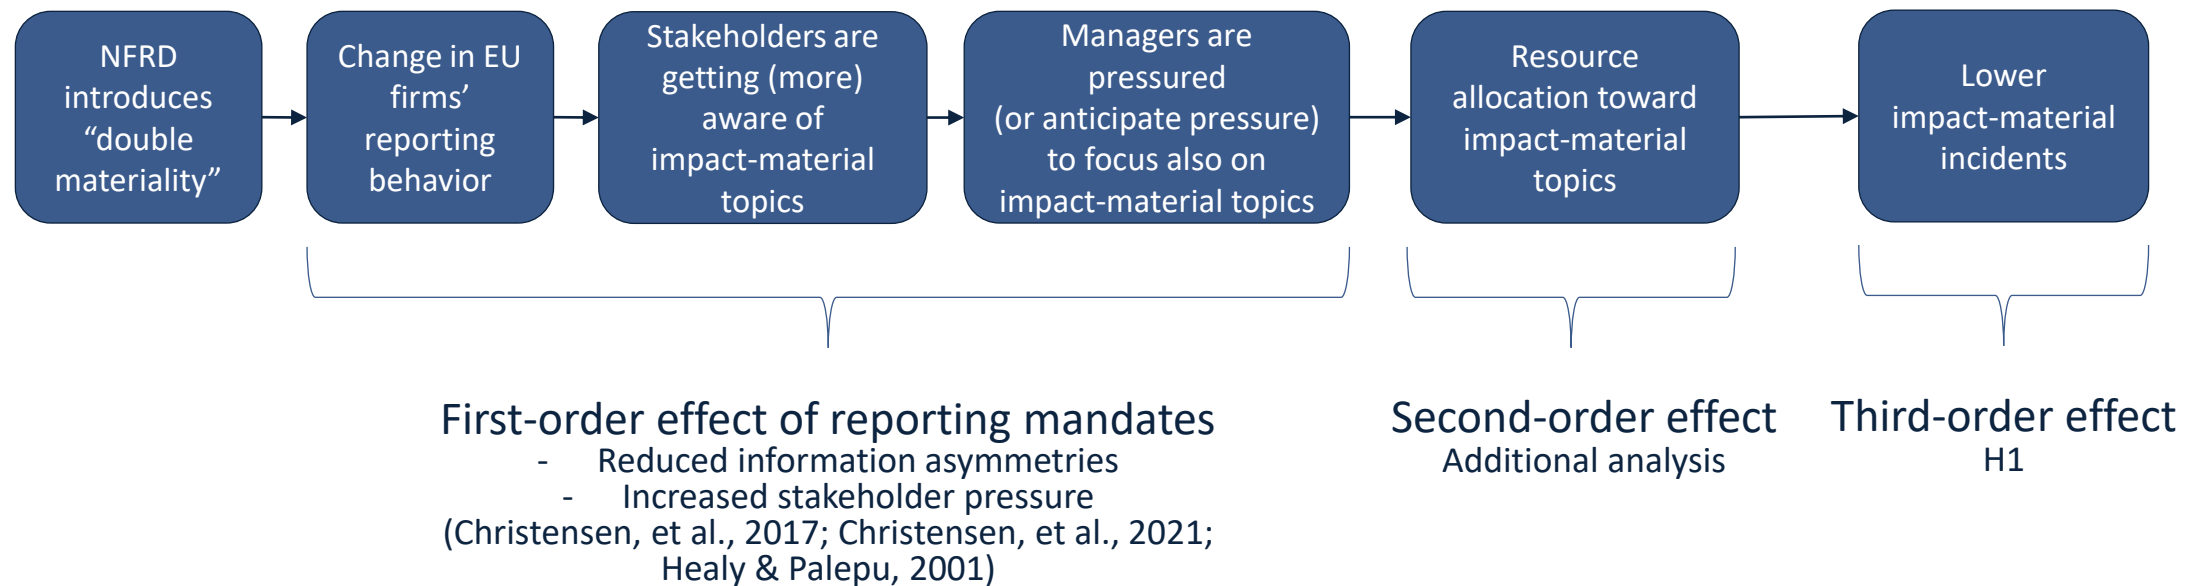 NFRD
introduces
“double
materiality”
Change in EU
firms’
reporting
behavior
Stakeholders are
getting (more)
aware of
impact-material
topics
Managers are
pressured
(or anticipate pressure)
to focus also on
impact-material topics
Resource
allocation toward
impact-material
topics
Lower
impact-material
incidents
First-order effect of reporting mandates
- Reduced information asymmetries
- Increased stakeholder pressure
(Christensen, et al., 2017; Christensen, et al., 2021;
Healy & Palepu, 2001)
Second-order effect
Additional analysis
Third-order effect
H1